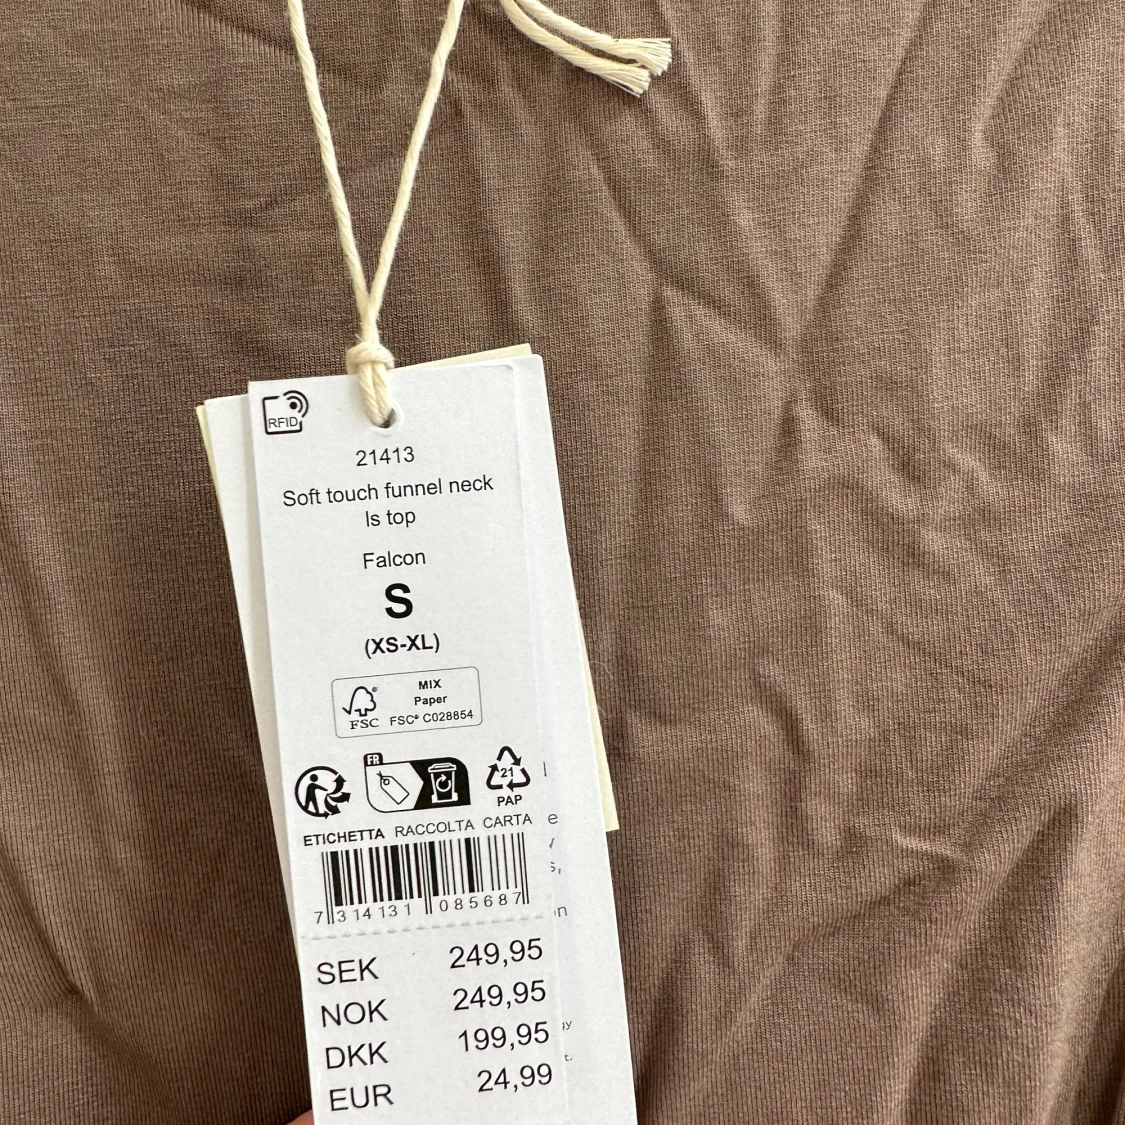 RFID
21413
Soft touch funnel neck
ls top
Falcon
S
(XS-XL)
MIX
Paper
FSC® C028854
FSC
FR
21
PAP
ETICHETTA RACCOLTA CARTA
7 314131 085687
SEK 249,95
NOK 249,95
DKK 199,95
EUR 24,99